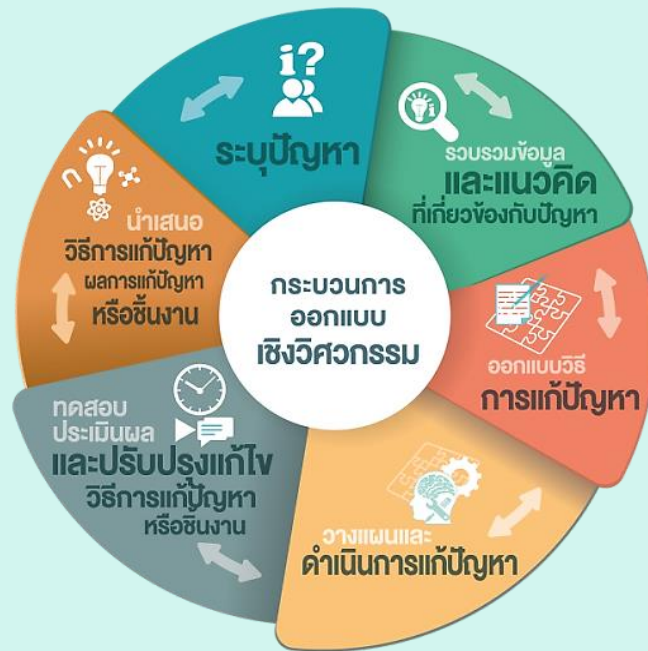 กระบวนการ
ออกแบบ
เชิงวิศวกรรม
i?
ระบุปัญหา
รวบรวมข้อมูล
และแนวคิด
ที่เกี่ยวข้องกับปัญหา
ออกแบบวิธี
การแก้ปัญหา
วางแผนและ
ดำเนินการแก้ปัญหา
ทดสอบ
ประเมินผล
และปรับปรุงแก้ไข
วิธีการแก้ปัญหา
หรือชิ้นงาน
นำเสนอ
วิธีการแก้ปัญหา
ผลการแก้ปัญหา
หรือชิ้นงาน